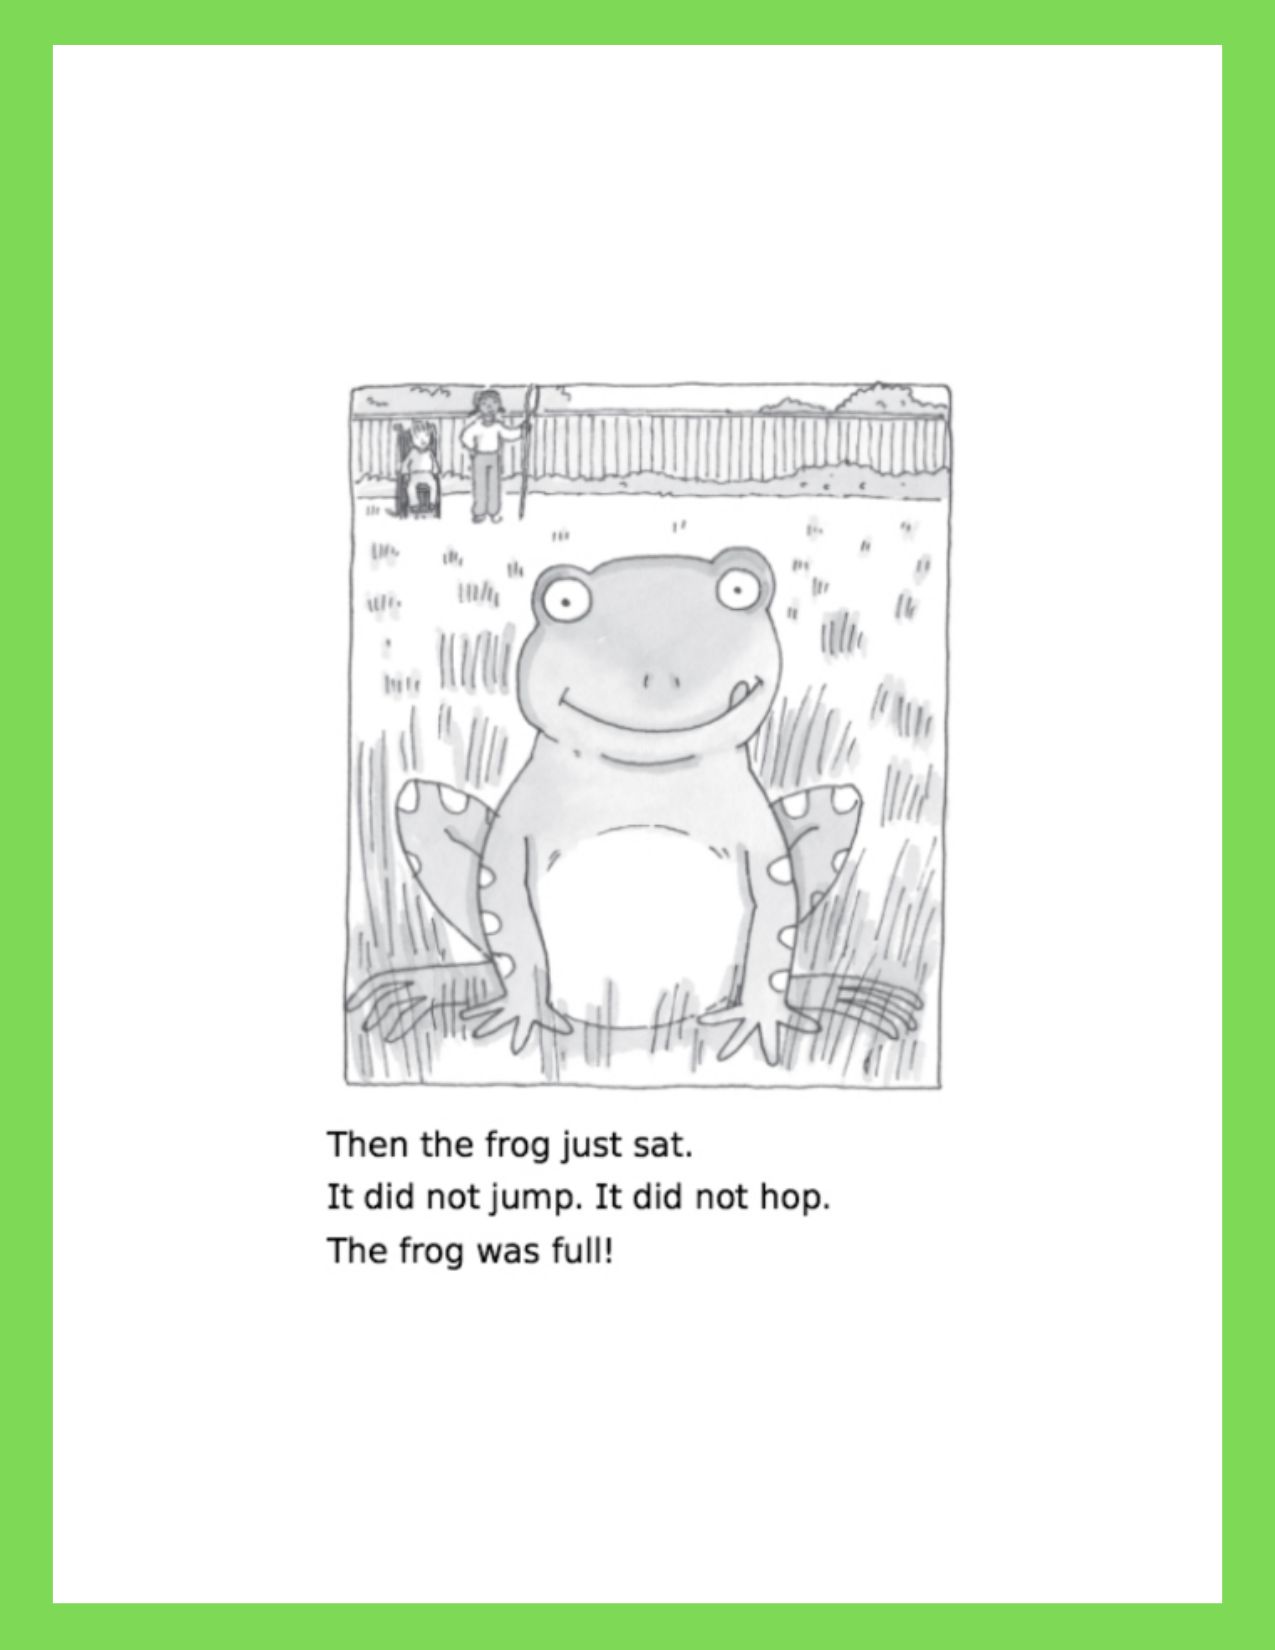 Then the frog just sat.
It did not jump. It did not hop.
The frog was full!